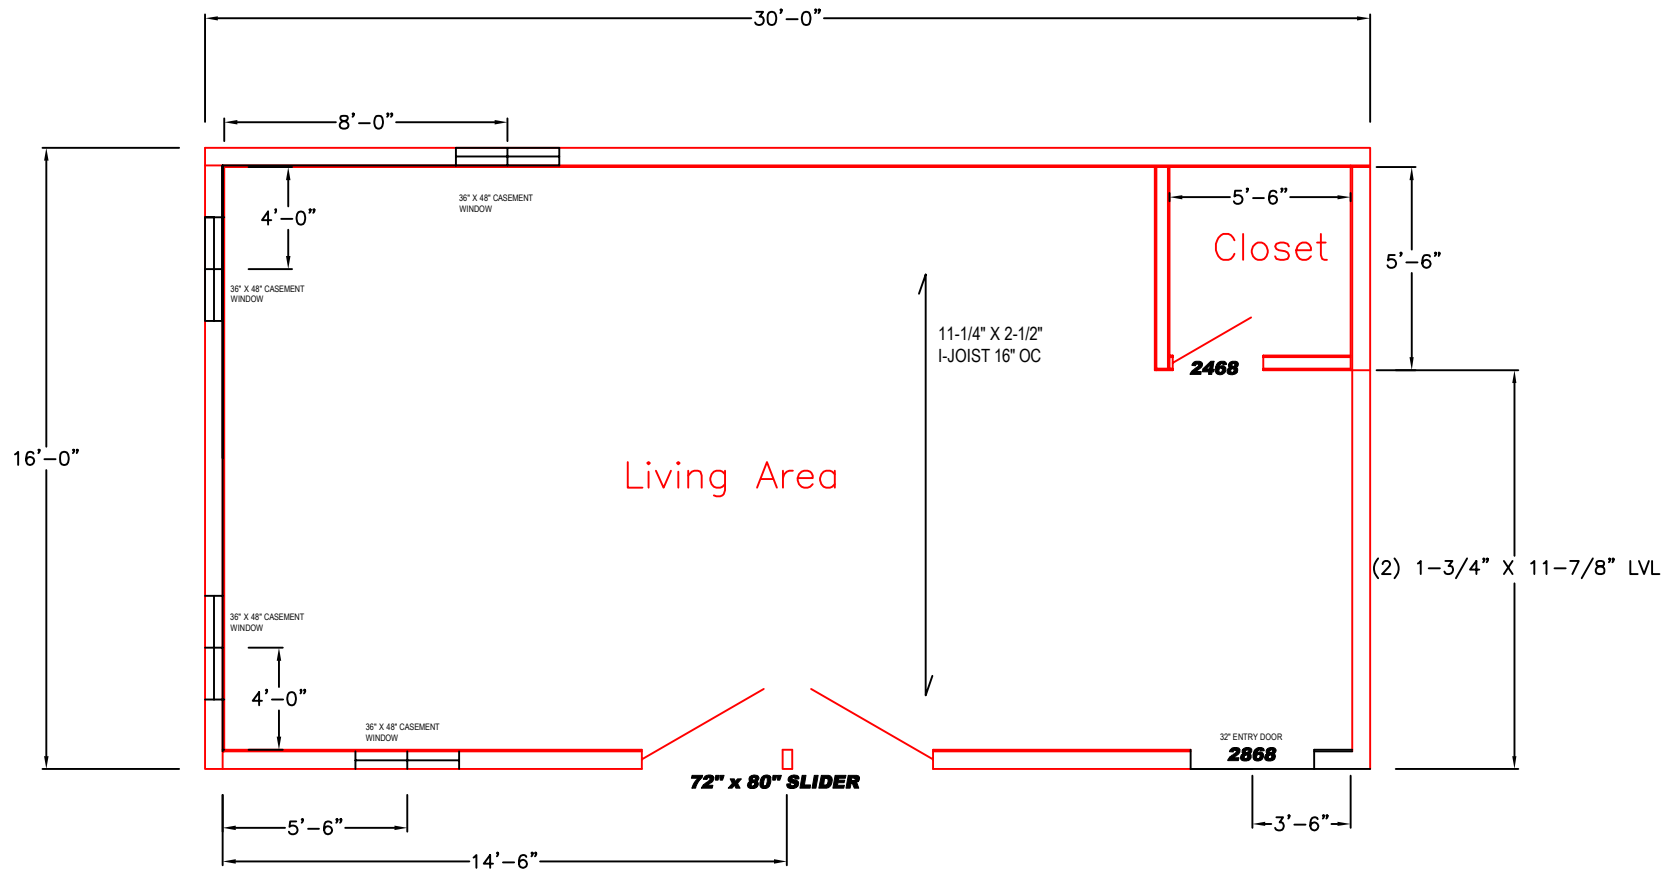 30'-0"
8'-0"
36" X 48" CASEMENT
WINDOW
4'-0"
5'-6"
Closet
5'-6"
36" X 48" CASEMENT
WINDOW
11-1/4" X 2-1/2"
I-JOIST 16" OC
2468
16'-0"
Living Area
(2) 1-3/4" X 11-7/8" LVL
36" X 48" CASEMENT
WINDOW
4'-0"
36" X 48" CASEMENT
WINDOW
32" ENTRY DOOR
2868
72" x 80" SLIDER
5'-6"
3'-6"
14'-6"